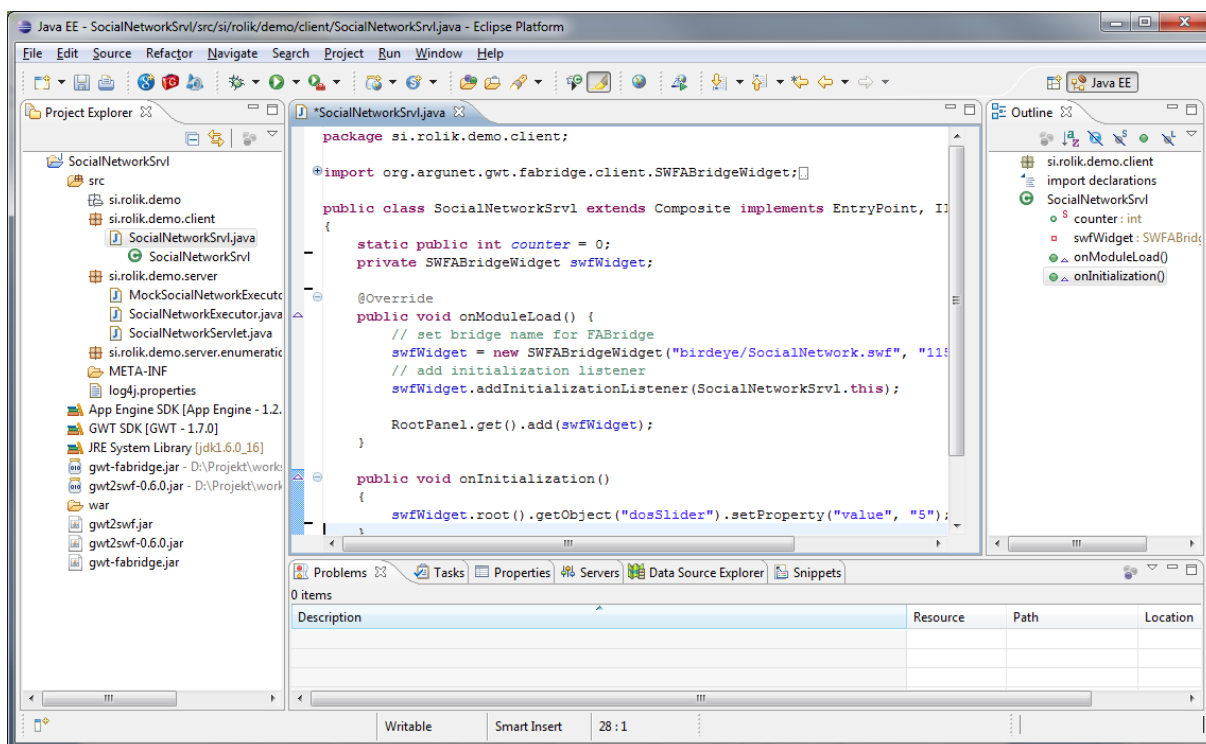 Java EE - SocialNetworkSrvl/src/si/rolik/demo/client/SocialNetworkSrvl.java - Eclipse Platform
File Edit Source Refactor Navigate Search Project Run Window Help
Java EE
Project Explorer
SocialNetworkSrvl
src
si.rolik.demo
si.rolik.demo.client
SocialNetworkSrvl.java
SocialNetworkSrvl
si.rolik.demo.server
MockSocialNetworkExecutc
SocialNetworkExecutor.java
SocialNetworkServlet.java
si.rolik.demo.server.enumeratic
META-INF
log4j.properties
App Engine SDK [App Engine - 1.2.
GWT SDK [GWT - 1.7.0]
JRE System Library [jdk1.6.0_16]
gwt-fabridge.jar - D:\Projekt\works
gwt2swf-0.6.0.jar - D:\Projekt\work
war
gwt2swf.jar
gwt2swf-0.6.0.jar
gwt-fabridge.jar
*SocialNetworkSrvl.java
package si.rolik.demo.client;
import org.argunet.gwt.fabridge.client.SWFABridgeWidget;
public class SocialNetworkSrvl extends Composite implements EntryPoint, II
{
static public int counter = 0;
private SWFABridgeWidget swfWidget;
@Override
public void onModuleLoad() {
// set bridge name for FABridge
swfWidget = new SWFABridgeWidget("birdeye/SocialNetwork.swf", "115
// add initialization listener
swfWidget.addInitializationListener(SocialNetworkSrvl.this);
RootPanel.get().add(swfWidget);
}
public void onInitialization()
{
swfWidget.root().getObject("dosSlider").setProperty("value", "5");
}
Outline
si.rolik.demo.client
import declarations
SocialNetworkSrvl
counter : int
swfWidget : SWFABridg
onModuleLoad()
onInitialization()
Problems Tasks Properties Servers Data Source Explorer Snippets
0 items
Description Resource Path Location
Writable Smart Insert 28 : 1